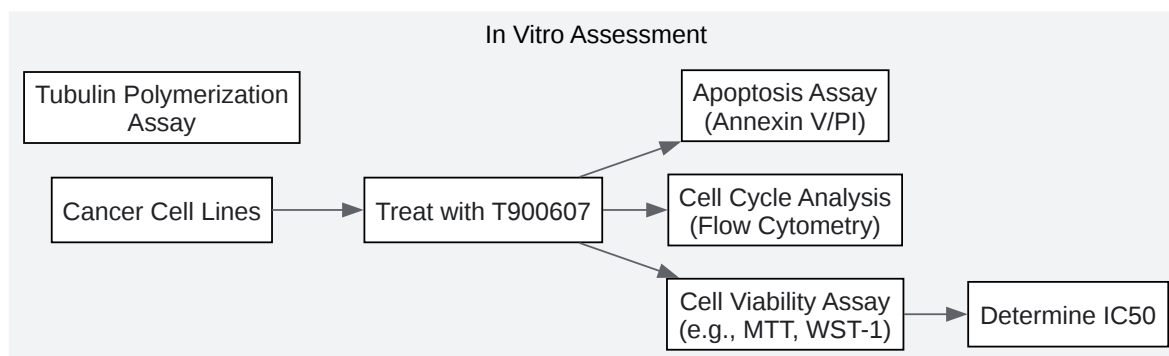 In Vitro Assessment
Tubulin Polymerization
Assay
Apoptosis Assay
(Annexin V/PI)
Cancer Cell Lines
Treat with T900607
Cell Cycle Analysis
(Flow Cytometry)
Cell Viability Assay
(e.g., MTT, WST-1)
Determine IC50